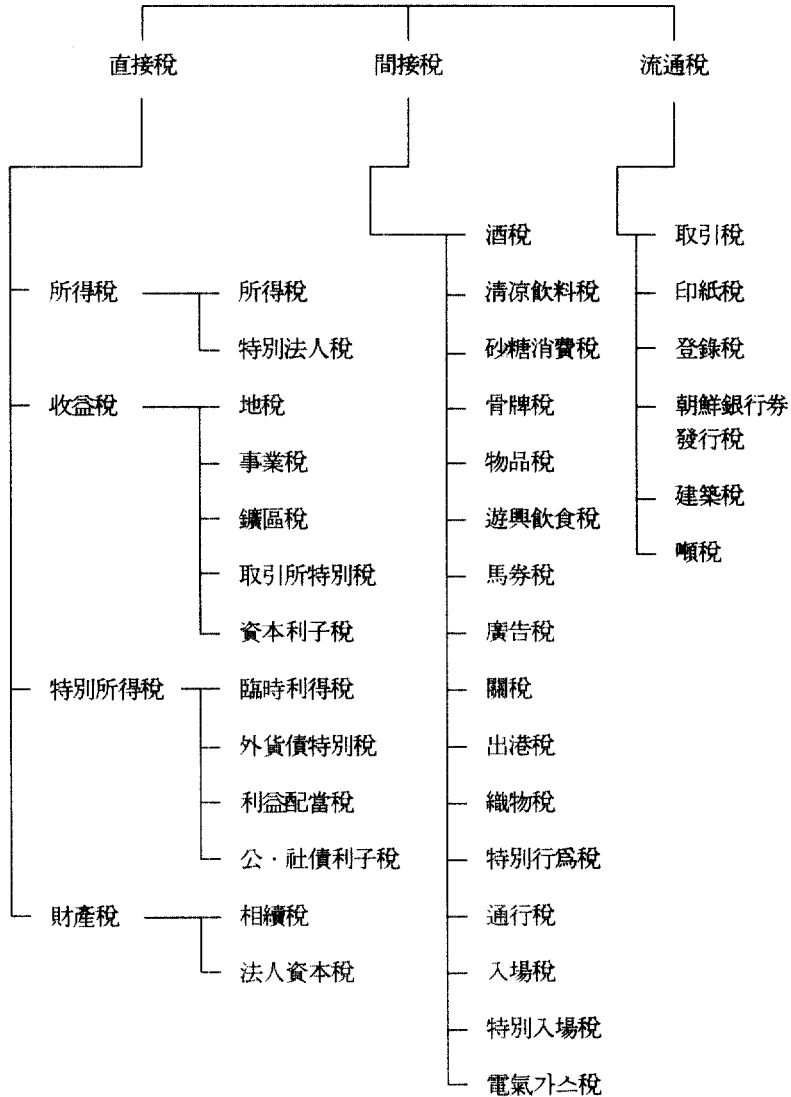 直接稅
間接稅
流通稅
所得稅
所得稅
特別法人稅
收益稅
地稅
事業稅
鑛區稅
取引所特別稅
資本利子稅
特別所得稅
臨時利得稅
外貨債特別稅
利益配當稅
公·社債利子稅
財產稅
相續稅
法人資本稅
酒稅
淸凉飮料稅
砂糖消費稅
骨牌稅
物品稅
遊興飮食稅
馬券稅
廣告稅
關稅
出港稅
織物稅
特別行爲稅
通行稅
入場稅
特別入場稅
電氣가스稅
取引稅
印紙稅
登錄稅
朝鮮銀行券
發行稅
建築稅
噸稅